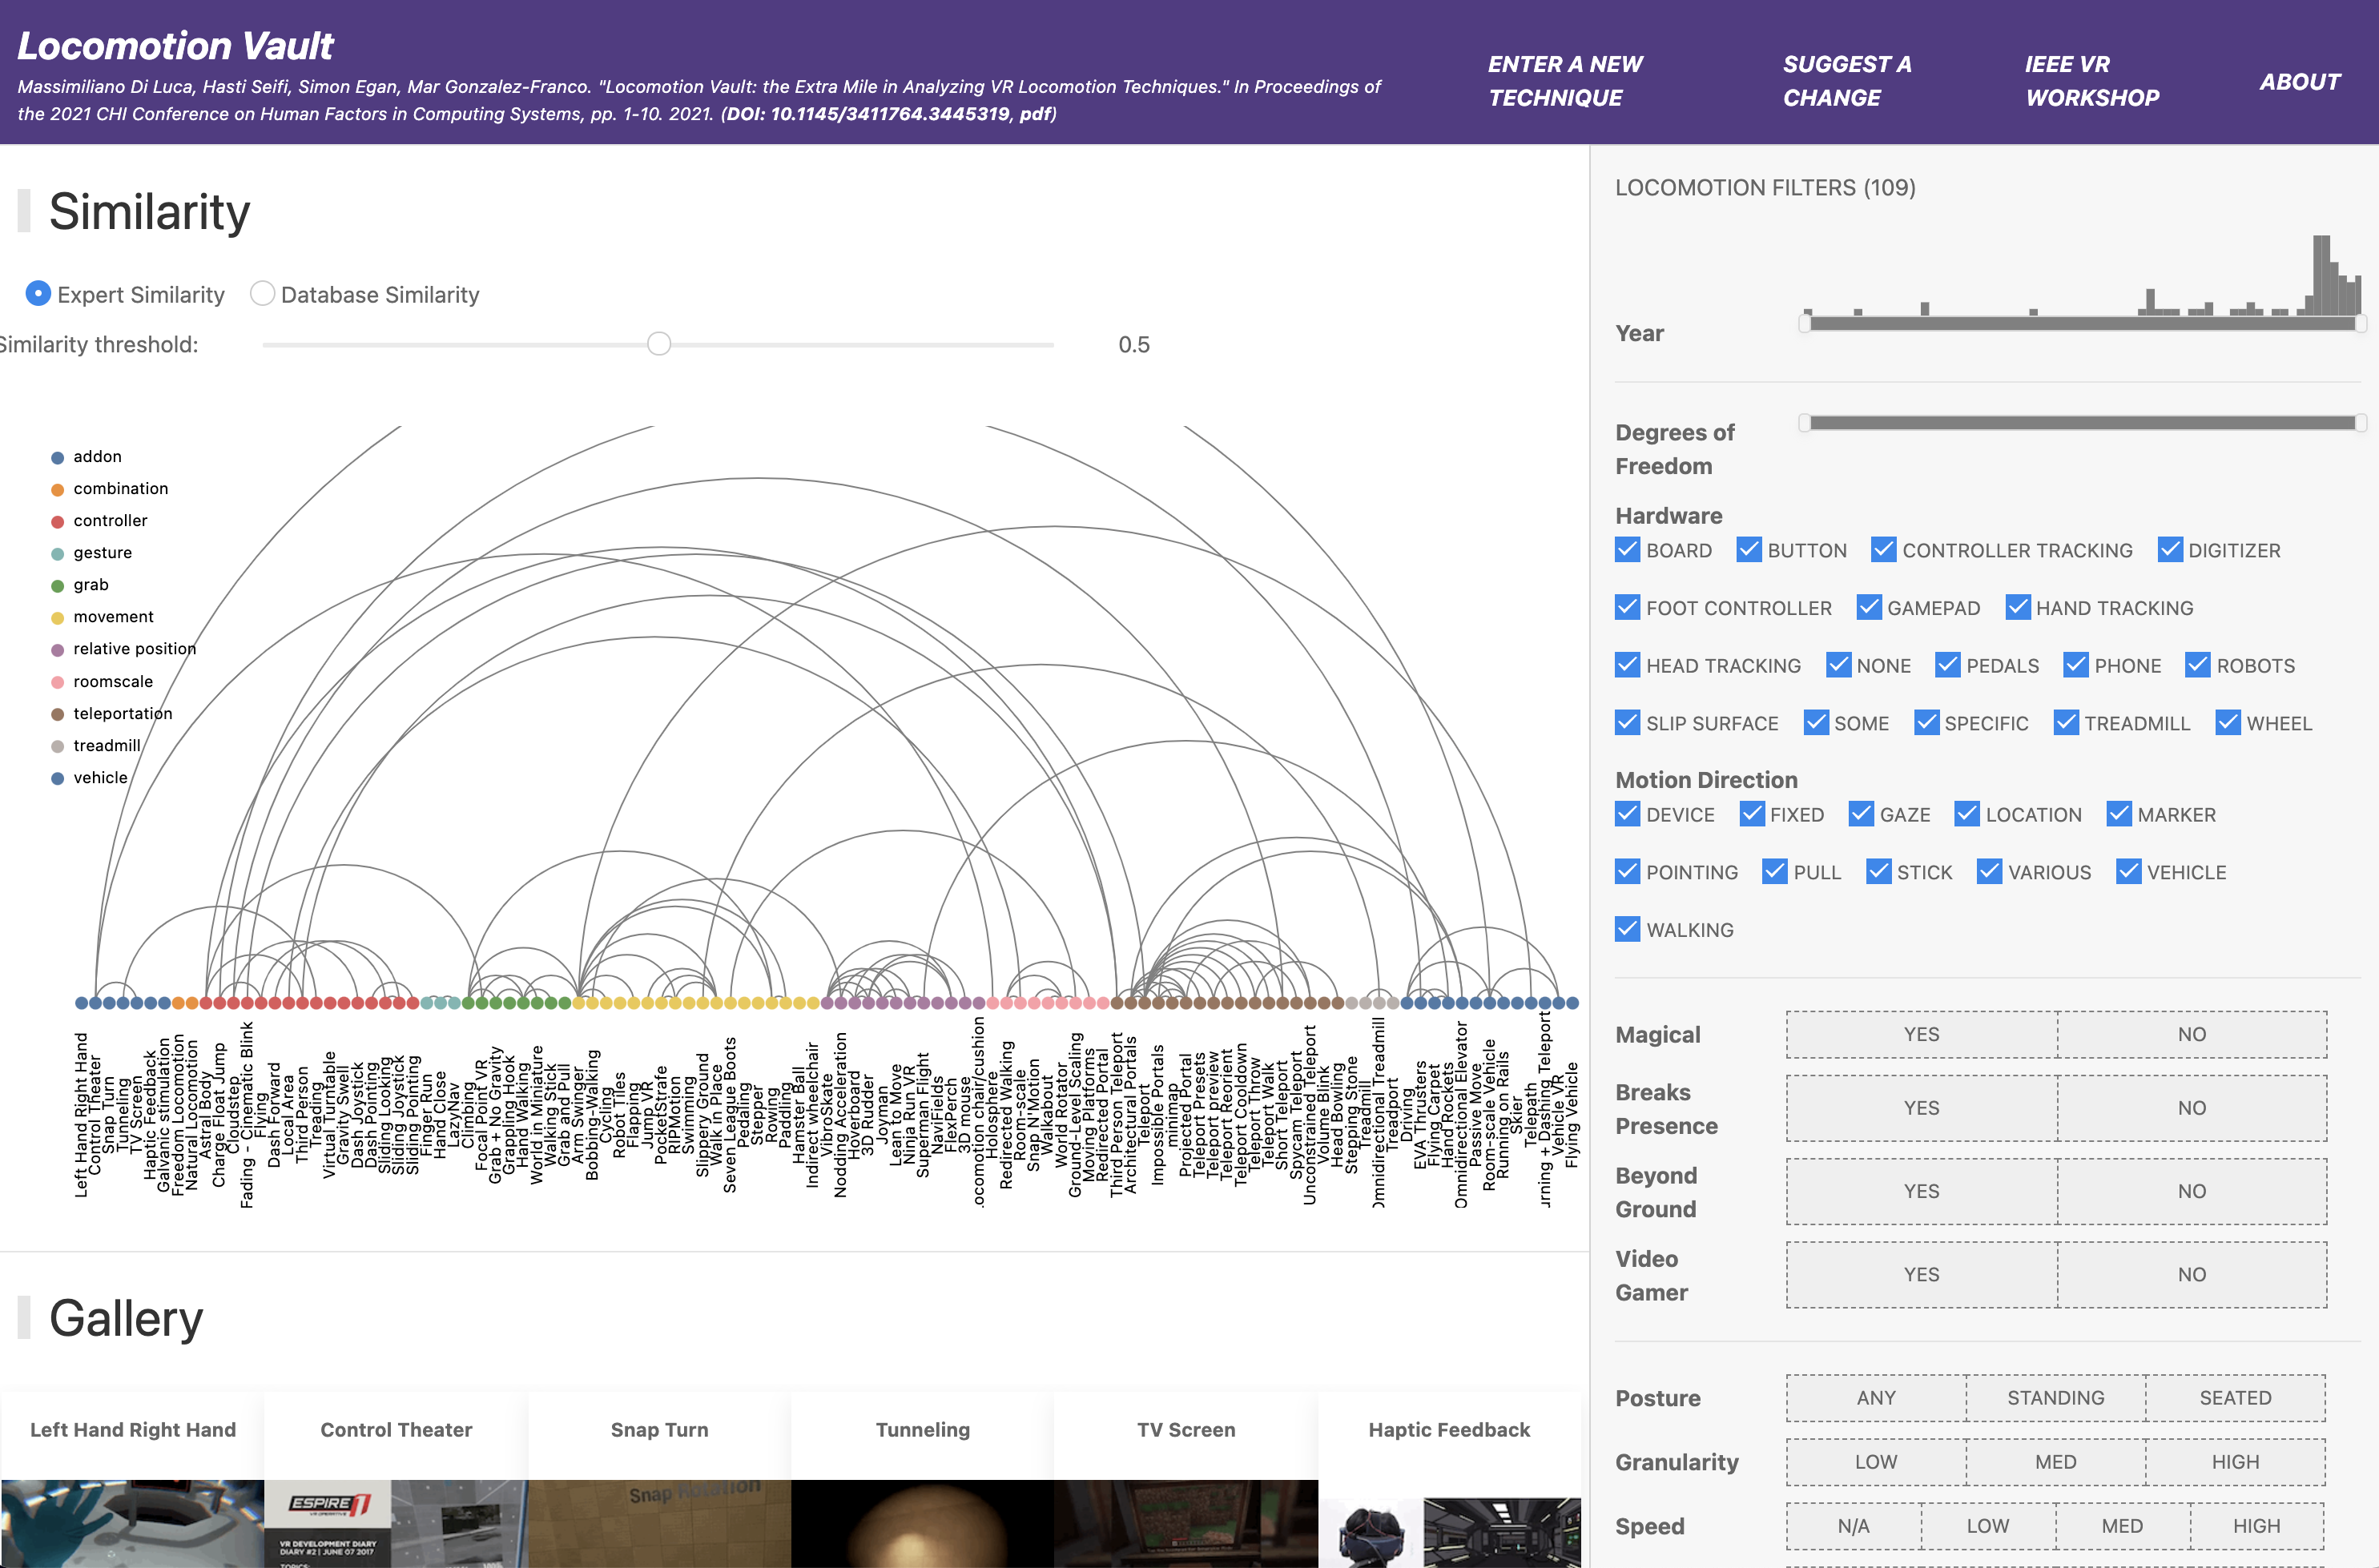 Locomotion Vault
Massimiliano Di Luca, Hasti Seifi, Simon Egan, Mar Gonzalez-Franco. "Locomotion Vault: the Extra Mile in Analyzing VR Locomotion Techniques." In Proceedings of
the 2021 CHI Conference on Human Factors in Computing Systems, pp. 1-10. 2021. (DOI: 10.1145/3411764.3445319, pdf)
ENTER A NEW
TECHNIQUE
SUGGEST A
CHANGE
IEEE VR
WORKSHOP
ABOUT
Similarity
Expert Similarity
Database Similarity
Similarity threshold:
0.5
addon
combination
controller
gesture
grab
movement
relative position
roomscale
teleportation
treadmill
vehicle
Left Hand Right Hand
Control Theater
Snap Turn
Tunneling
TV Screen
Haptic Feedback
Galvanic stimulation
Freedom Locomotion
Natural Locomotion
Astral Body
Charge Float Jump
Cloudstep
Fading - Cinematic Blink
Flying
Dash Forward
Local Area
Third Person
Treading
Virtual Turntable
Gravity Swell
Dash Joystick
Dash Pointing
Sliding Looking
Sliding Joystick
Sliding Pointing
Finger Run
Hand Close
LazyNav
Climbing
Focal Point VR
Grab + No Gravity
Grappling Hook
Hand Walking
World in Miniature
Walking Stick
Grab and Pull
Arm Swinger
Bobbing-Walking
Cycling
Robot Tiles
Flapping
Jump VR
PocketStrafe
RIPMotion
Swimming
Slippery Ground
Walk in Place
Seven League Boots
Pedaling
Stepper
Rowing
Paddling
Hamster Ball
Indirect wheelchair
VibroSkate
Nodding Acceleration
Hoverboard
3D Rudder
Joyman
Lean to Move
Nina Run VR
Superman Flight
NaviFields
FlexPerch
3D mouse
ocomotion chair/cushion
Holosphere
Redirected Walking
Room-scale
Snap N'Motion
Walkabout
World Rotator
Ground-Level Scaling
Moving Platforms
Redirected Portal
Third Person Teleport
Architectural Portals
Teleport
Impossible Portals
minimap
Projected Portal
Teleport Presets
Teleport preview
Teleport Reorient
Teleport Cooldown
Teleport Throw
Teleport Walk
Short Teleport
Spycam Teleport
Unconstrained Teleport
Volume Blink
Head Bowling
Stepping Stone
Treadmill
Omnidirectional Treadmill
Treadport
Driving
EVA Thrusters
Flying Carpet
Hand Rockets
Omnidirectional Elevator
Passive Move
Room-scale Vehicle
Running on Rails
Skier
Telepath
urning + Dashing Teleport
Vehicle VR
Flying Vehicle
LOCOMOTION FILTERS (109)
Year
Degrees of
Freedom
Hardware
BOARD BUTTON CONTROLLER TRACKING DIGITIZER
FOOT CONTROLLER GAMEPAD HAND TRACKING
HEAD TRACKING NONE PEDALS PHONE ROBOTS
SLIP SURFACE SOME SPECIFIC TREADMILL WHEEL
Motion Direction
DEVICE FIXED GAZE LOCATION MARKER
POINTING PULL STICK VARIOUS VEHICLE
WALKING
Magical YES NO
Breaks
Presence YES NO
Beyond
Ground YES NO
Video
Gamer YES NO
Posture ANY STANDING SEATED
Granularity LOW MED HIGH
Speed N/A LOW MED HIGH
Gallery
Left Hand Right Hand
Control Theater
Snap Turn
Tunneling
TV Screen
Haptic Feedback
ESPIRE 1
VR OPERATIVE
VR DEVELOPMENT DIARY
DIARY #2 | JUNE 07 2017
TOPICS:
Snap Rotation